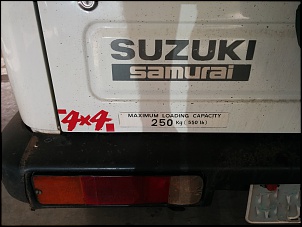 SUZUKI
samurai
4x4
MAXIMUM LOADING CAPACITY
250 Kg (550 lb)